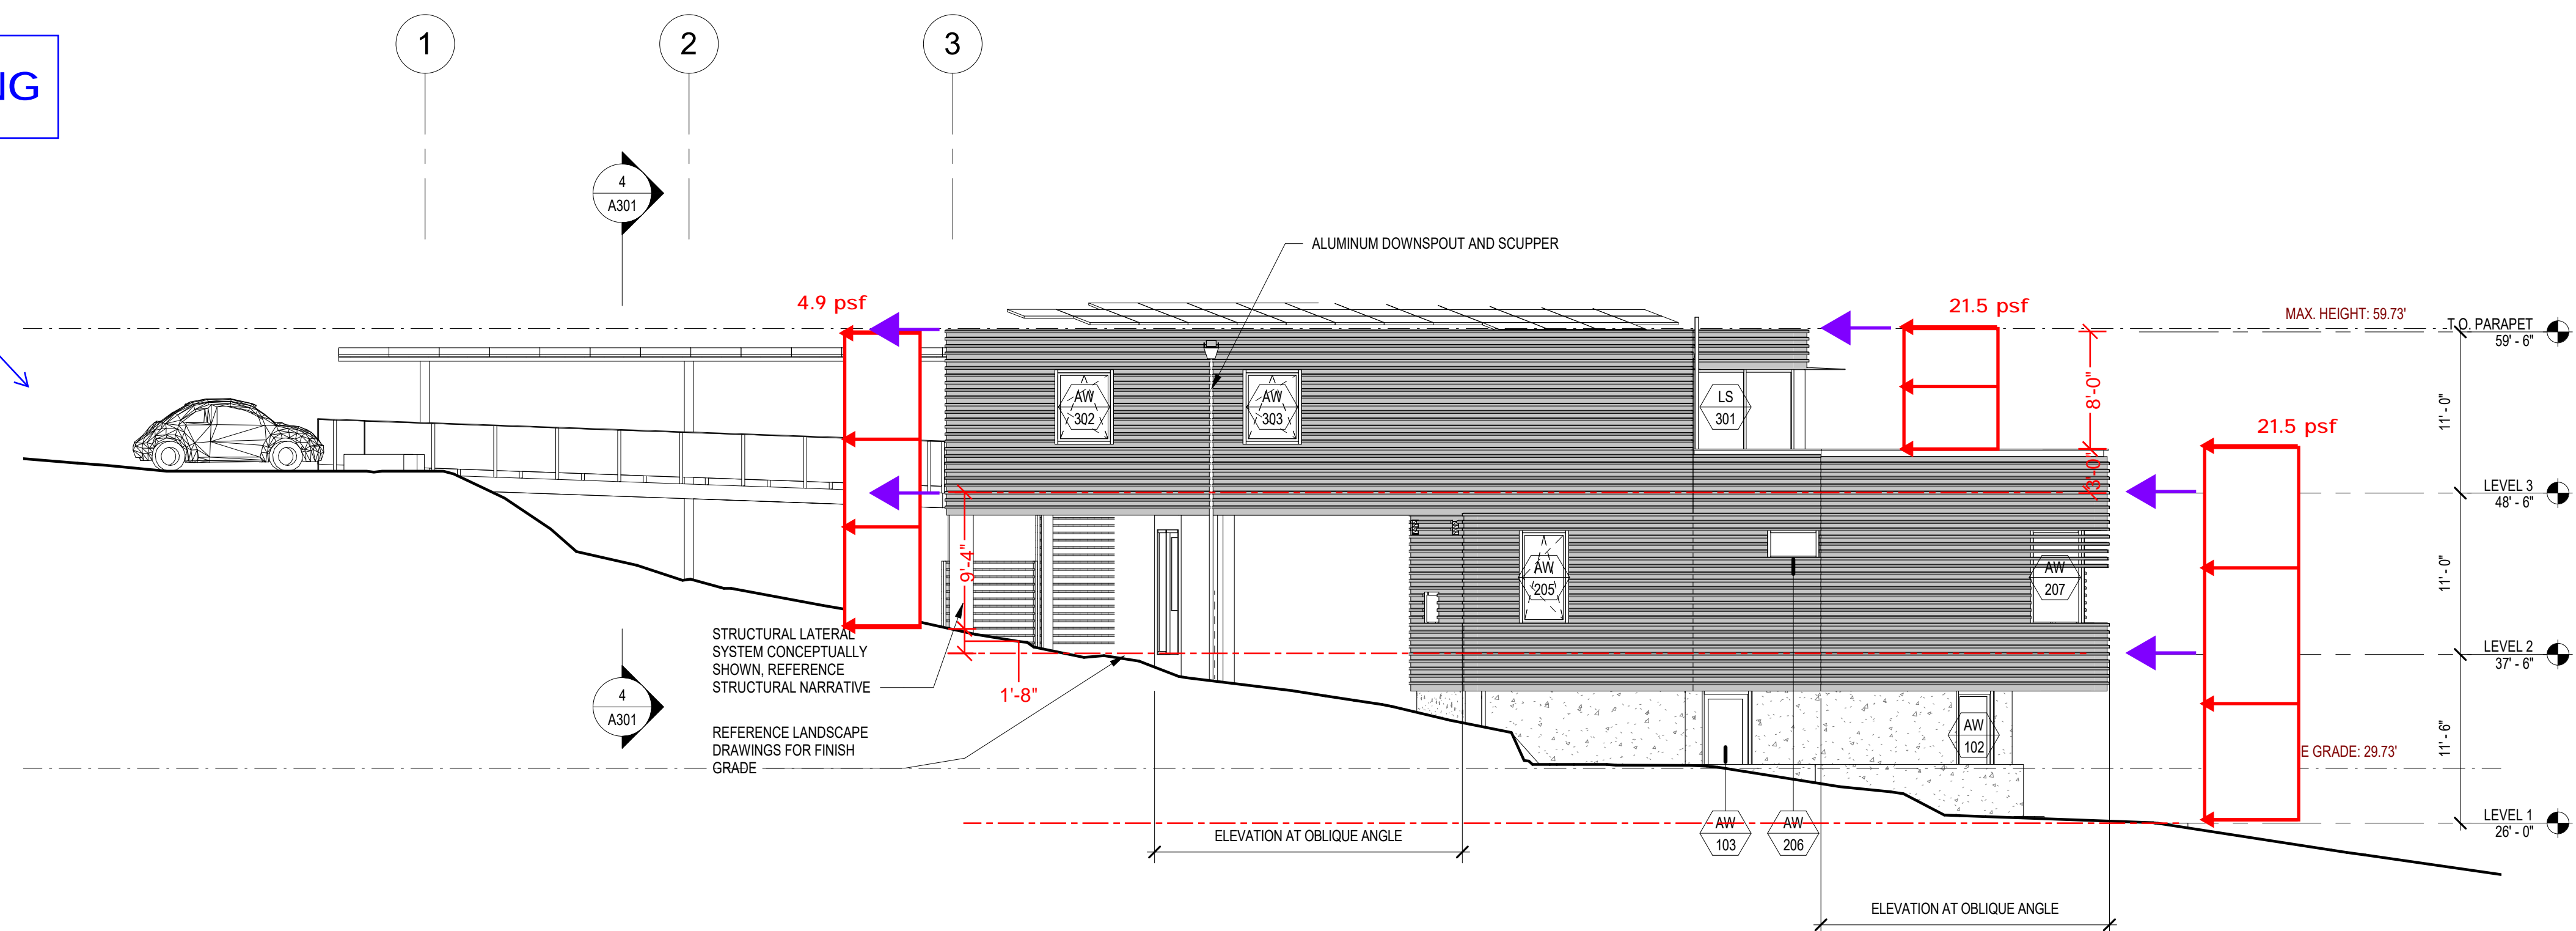 1
2
3
NG
4
A301
ALUMINUM DOWNSPOUT AND SCUPPER
4.9 psf
21.5 psf
MAX. HEIGHT: 59.73'
T.O. PARAPET
59' - 6"
8'-0"
11' - 0"
AW
302
AW
303
LS
301
21.5 psf
3'-0"
LEVEL 3
48' - 6"
9'-4"
AW
205
AW
207
11' - 0"
STRUCTURAL LATERAL
SYSTEM CONCEPTUALLY
SHOWN, REFERENCE
STRUCTURAL NARRATIVE
LEVEL 2
37' - 6"
1'-8"
4
A301
REFERENCE LANDSCAPE
DRAWINGS FOR FINISH
GRADE
AW
102
11' - 6"
E GRADE: 29.73'
AW
103
AW
206
LEVEL 1
26' - 0"
ELEVATION AT OBLIQUE ANGLE
ELEVATION AT OBLIQUE ANGLE